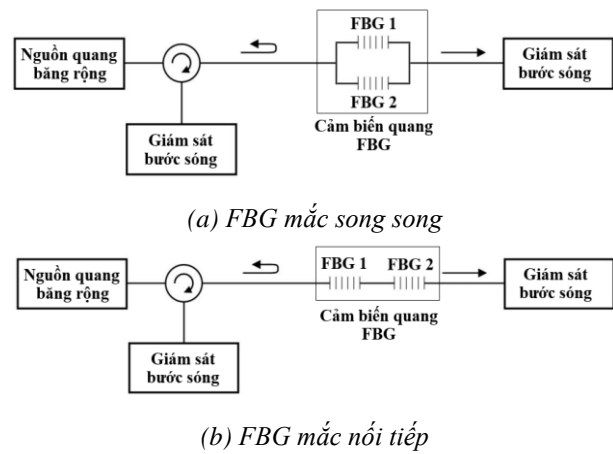 FBG 1
Nguồn quang
băng rộng
Giám sát
bước sóng
FBG 2
Giám sát
bước sóng
Cảm biến quang
FBG
(a) FBG mắc song song
Nguồn quang
băng rộng
FBG 1 FBG 2
Giám sát
bước sóng
Cảm biến quang
FBG
Giám sát
bước sóng
(b) FBG mắc nối tiếp